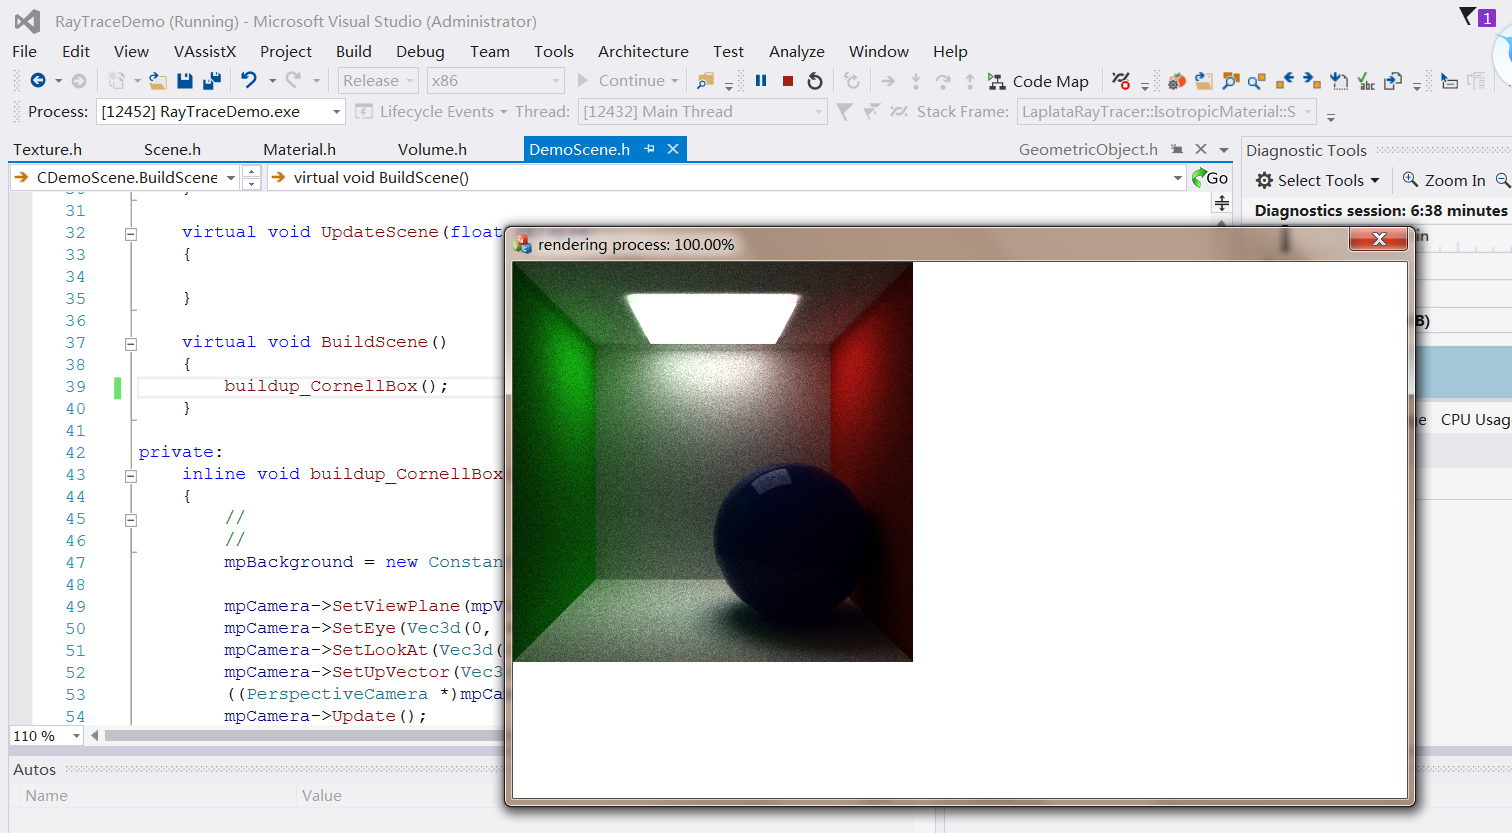 RayTraceDemo (Running) - Microsoft Visual Studio (Administrator)
1
File Edit View VAssistX Project Build Debug Team Tools Architecture Test Analyze Window Help
Release x86 Continue Code Map
Process: [12452] RayTraceDemo.exe Lifecycle Events Thread: [12432] Main Thread Stack Frame: LaplataRayTracer::IsotropicMaterial::S
Texture.h Scene.h Material.h Volume.h DemoScene.h GeometricObject.h
Diagnostic Tools
CDemoScene.BuildScene virtual void BuildScene() Go
Select Tools Zoom In
Diagnostics session: 6:38 minutes
31
32 virtual void UpdateScene(float
33 {
34
35 }
36
37 virtual void BuildScene()
38 {
39 buildup_CornellBox();
40 }
41
42 private:
43 inline void buildup_CornellBox
44 {
45 //
46 //
47 mpBackground = new Constan
48
49 mpCamera->SetViewPlane(mpV
50 mpCamera->SetEye(Vec3d(0,
51 mpCamera->SetLookAt(Vec3d(
52 mpCamera->SetUpVector(Vec3
53 ((PerspectiveCamera *)mpCa
54 mpCamera->Update();
rendering process: 100.00%
in
B)
ge CPU Usag
110 %
Autos
Name Value